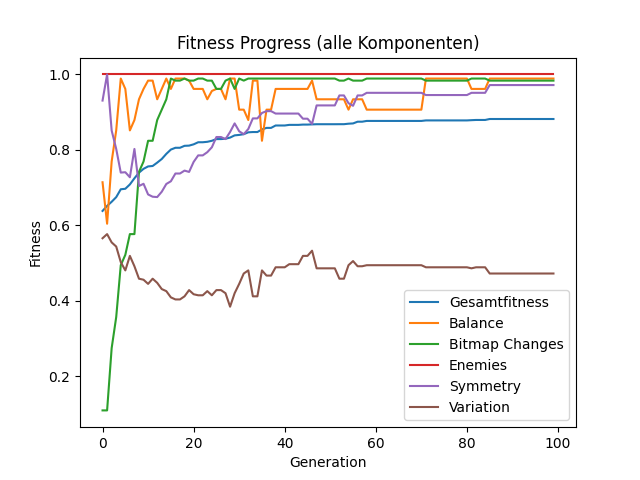 Fitness Progress (alle Komponenten)
1.0
0.8
0.6
0.4
0.2
Fitness
0
20
40
60
80
100
Generation
Gesamtfitness
Balance
Bitmap Changes
Enemies
Symmetry
Variation